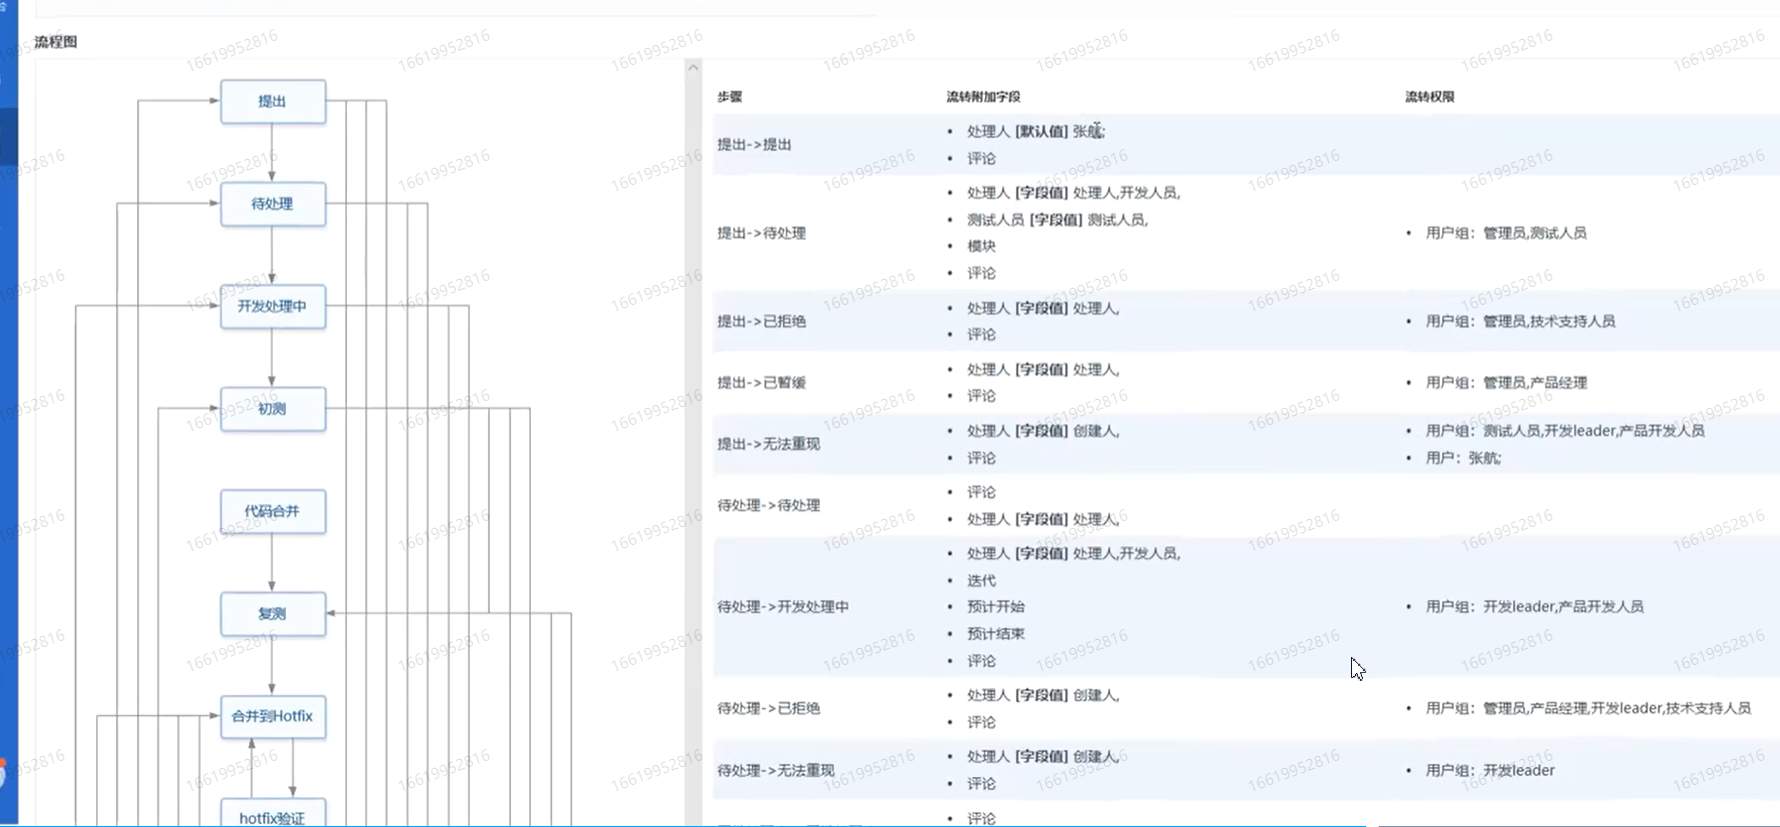 流程图
提出
待处理
开发处理中
初测
代码合并
复测
合并到Hotfix
hotfix验证
步骤 流转附加字段 流转权限
提出->提出
• 处理人 [默认值] 张航;
• 评论
提出->待处理
• 处理人 [字段值] 处理人,开发人员,
• 测试人员 [字段值] 测试人员,
• 模块
• 评论
• 用户组：管理员,测试人员
提出->已拒绝
• 处理人 [字段值] 处理人,
• 评论
• 用户组：管理员,技术支持人员
提出->已暂缓
• 处理人 [字段值] 处理人,
• 评论
• 用户组：管理员,产品经理
提出->无法重现
• 处理人 [字段值] 创建人,
• 评论
• 用户组：测试人员,开发leader,产品开发人员
• 用户：张航;
待处理->待处理
• 评论
• 处理人 [字段值] 处理人,
待处理->开发处理中
• 处理人 [字段值] 处理人,开发人员,
• 迭代
• 预计开始
• 预计结束
• 评论
• 用户组：开发leader,产品开发人员
待处理->已拒绝
• 处理人 [字段值] 创建人,
• 评论
• 用户组：管理员,产品经理,开发leader,技术支持人员
待处理->无法重现
• 处理人 [字段值] 创建人,
• 评论
• 用户组：开发leader
• 评论
16619952816